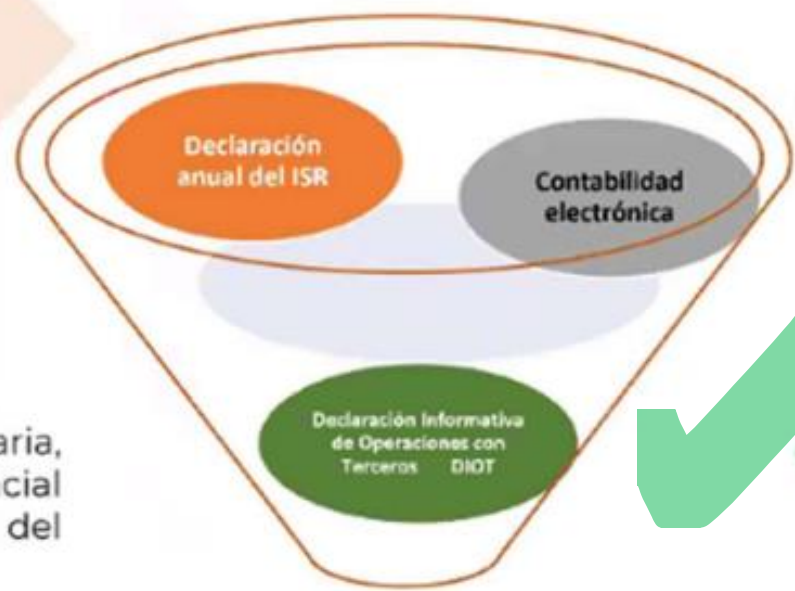 Declaración
anual del ISR
Contabilidad
electrónica
Declaración Informativa
de Operaciones con
Terceros DIOT
aria,
cial
del